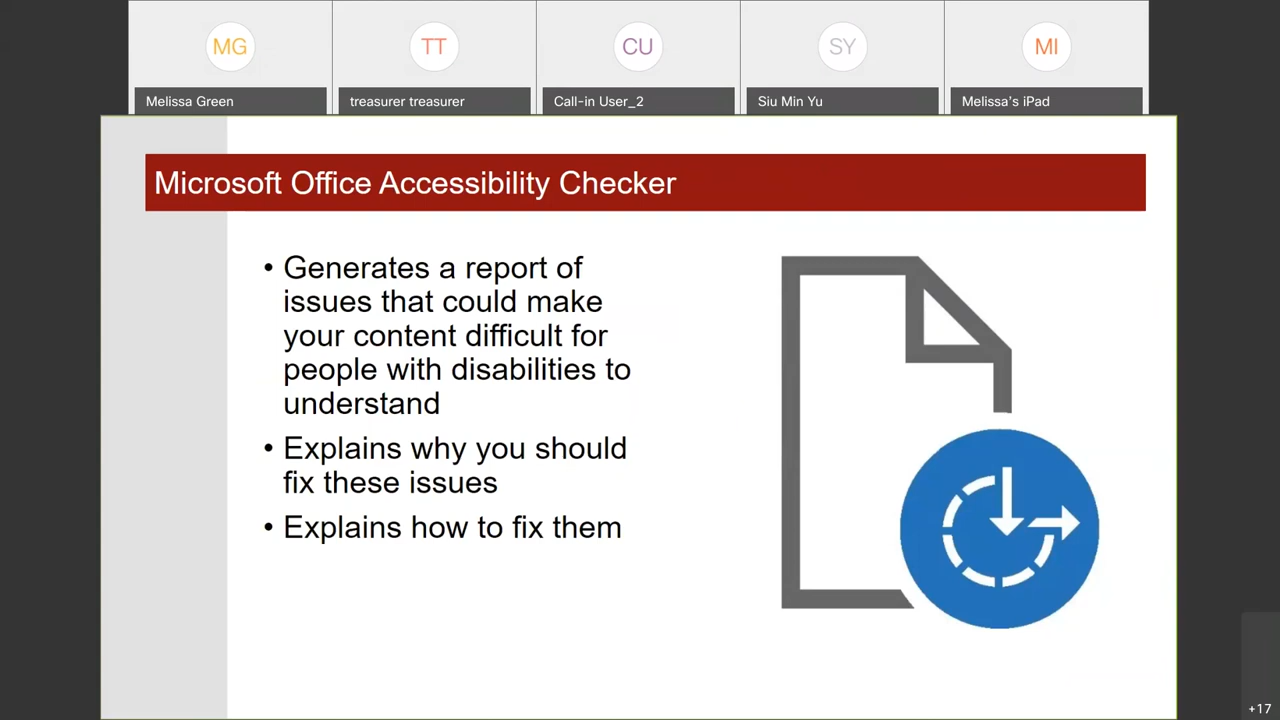 MG
TT
CU
SY
MI
Melissa Green
treasurer treasurer
Call-in User_2
Siu Min Yu
Melissa's iPad
Microsoft Office Accessibility Checker
• Generates a report of
issues that could make
your content difficult for
people with disabilities to
understand
• Explains why you should
fix these issues
• Explains how to fix them
+17